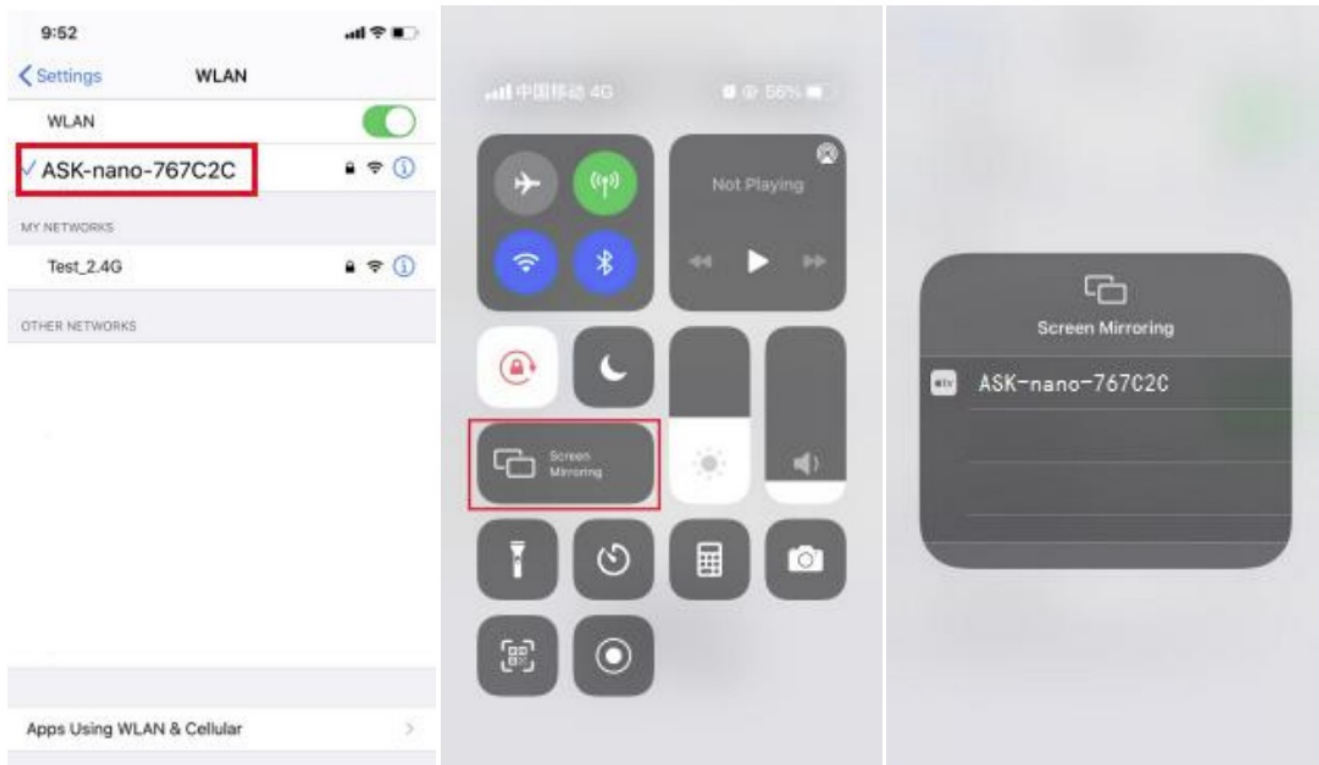 9:52
Settings
WLAN
WLAN
ASK-nano-767C2C
MY NETWORKS
Test_2.4G
OTHER NETWORKS
Apps Using WLAN & Cellular
中国移动 4G
56%
Not Playing
Screen
Mirroring
Screen Mirroring
tv
ASK-nano-767C2C